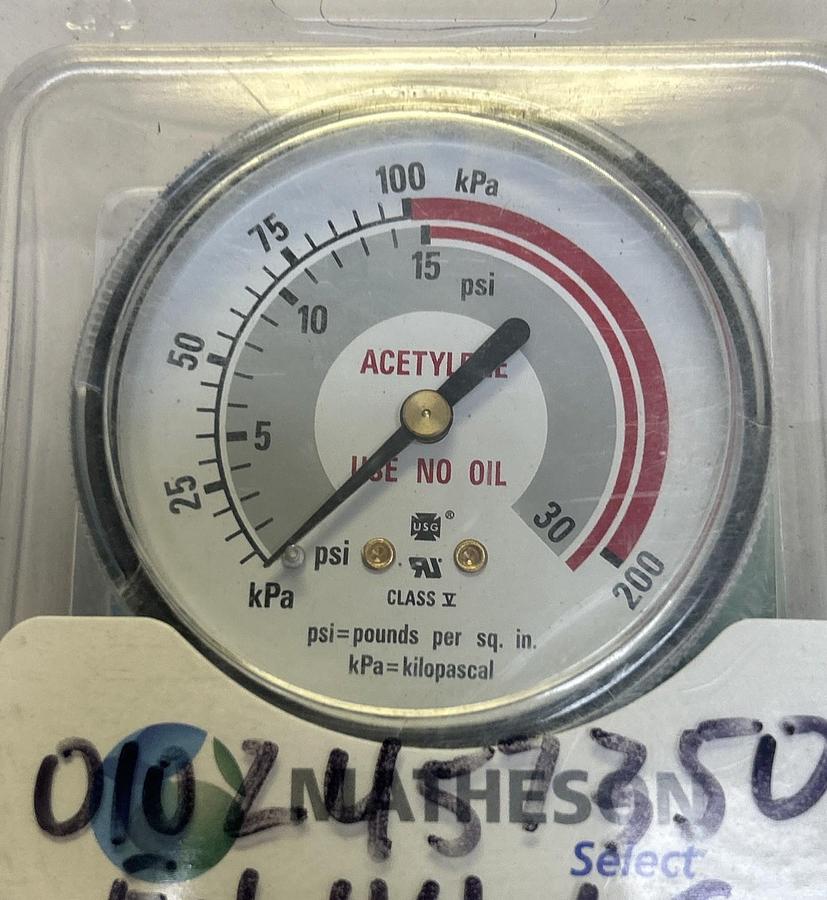 100 kPa
75
15 psi
10
50
ACETYLENE
5
25
USE NO OIL
30
USG®
psi
200
kPa
CLASS V
psi=pounds per sq. in.
kPa=kilopascal
0102457350
MATHESON
Select